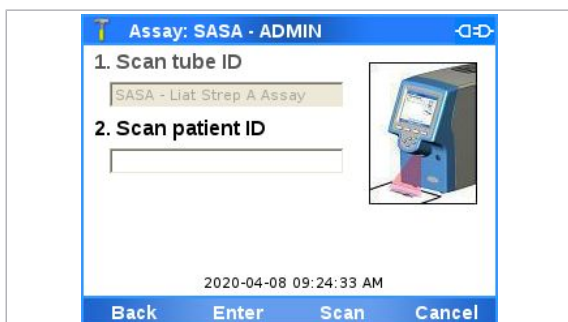 Assay: SASA - ADMIN
1. Scan tube ID
SASA - Liat Strep A Assay
2. Scan patient ID
2020-04-08 09:24:33 AM
Back Enter Scan Cancel